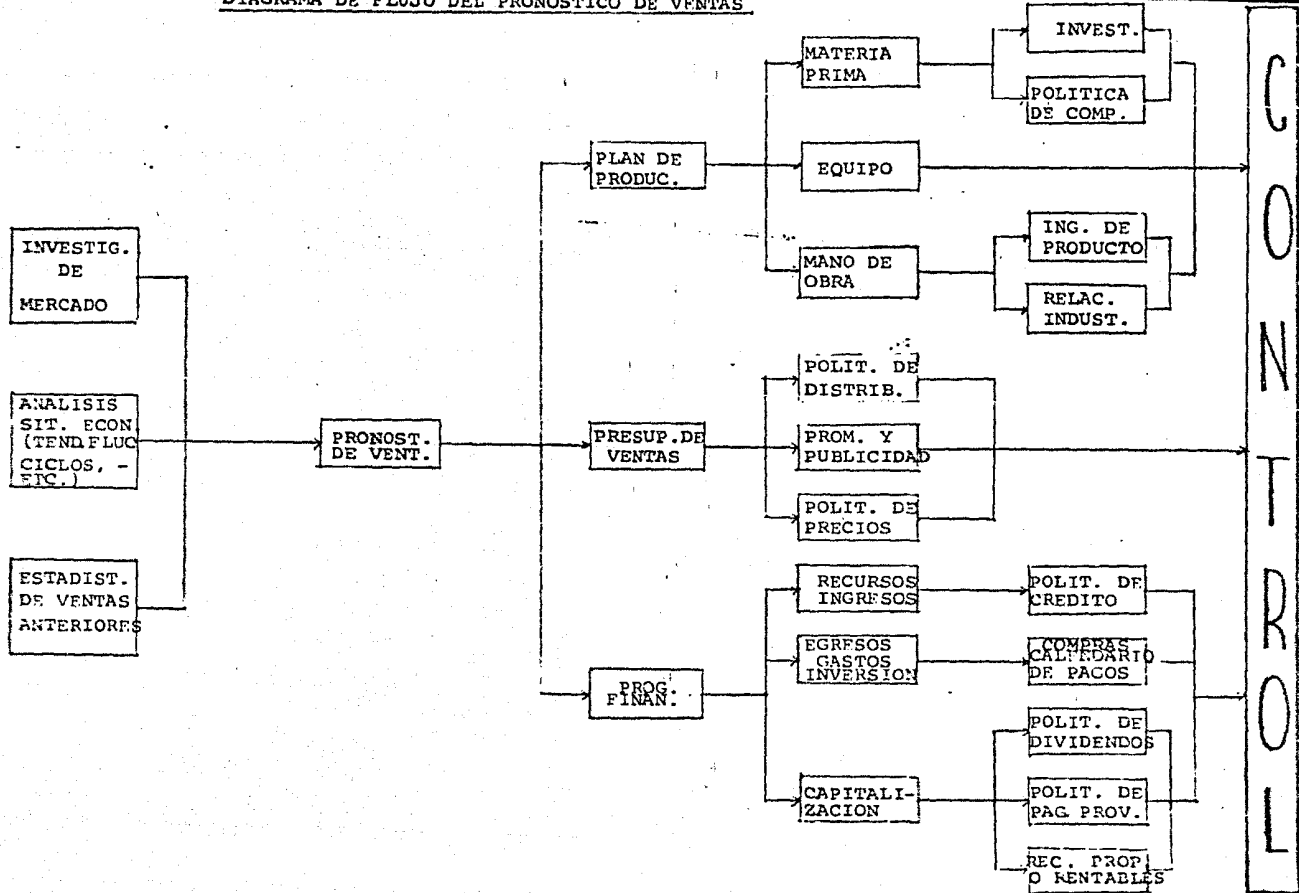 DIAGRAMA DE FLUJO DEL PRONOSTICO DE VENTAS
INVESTIG.
DE
MERCADO
ANALISIS
SIT. ECON
(TEND.FLUC
CICLOS, -
ETC.)
ESTADIST.
DE VENTAS
ANTERIORES
PRONOST.
DE VENT.
PLAN DE
PRODUC.
PRESUP.DE
VENTAS
PROG.
FINAN.
MATERIA
PRIMA
EQUIPO
MANO DE
OBRA
POLIT. DE
DISTRIB.
PROM. Y
PUBLICIDAD
POLIT. DE
PRECIOS
RECURSOS
INGRESOS
EGRESOS
GASTOS
INVERSION
CAPITALI-
ZACION
INVEST.
POLITICA
DE COMP.
ING. DE
PRODUCTO
RELAC.
INDUST.
POLIT. DE
CREDITO
COMPRAS
DE PAGOS
POLIT. DE
DIVIDENDOS
POLIT. DE
PAG. PROV.
REC. PROP
O RENTABLES
CONTROL